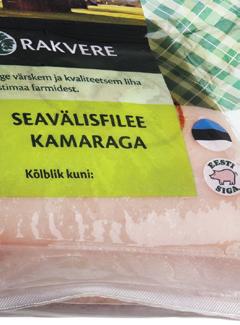 RAKVERE
ge värskem ja kvaliteetsem liha
stimaa farmidest.
SEAVÄLISFILEE
KAMARAGA
Kõlblik kuni:
EESTI
SIGA